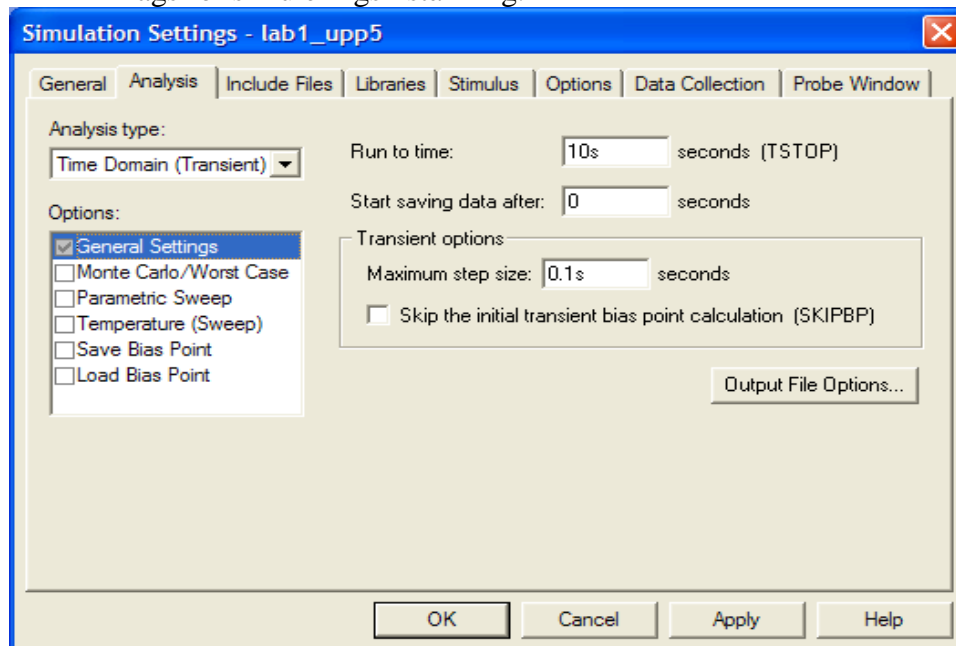 Simulation Settings - lab1_upp5
General Analysis Include Files Libraries Stimulus Options Data Collection Probe Window
Analysis type:
Time Domain (Transient)
Options:
General Settings
Monte Carlo/Worst Case
Parametric Sweep
Temperature (Sweep)
Save Bias Point
Load Bias Point
Run to time: 10s seconds (TSTOP)
Start saving data after: 0 seconds
Transient options
Maximum step size: 0.1s seconds
Skip the initial transient bias point calculation (SKIPBP)
Output File Options...
OK Cancel Apply Help